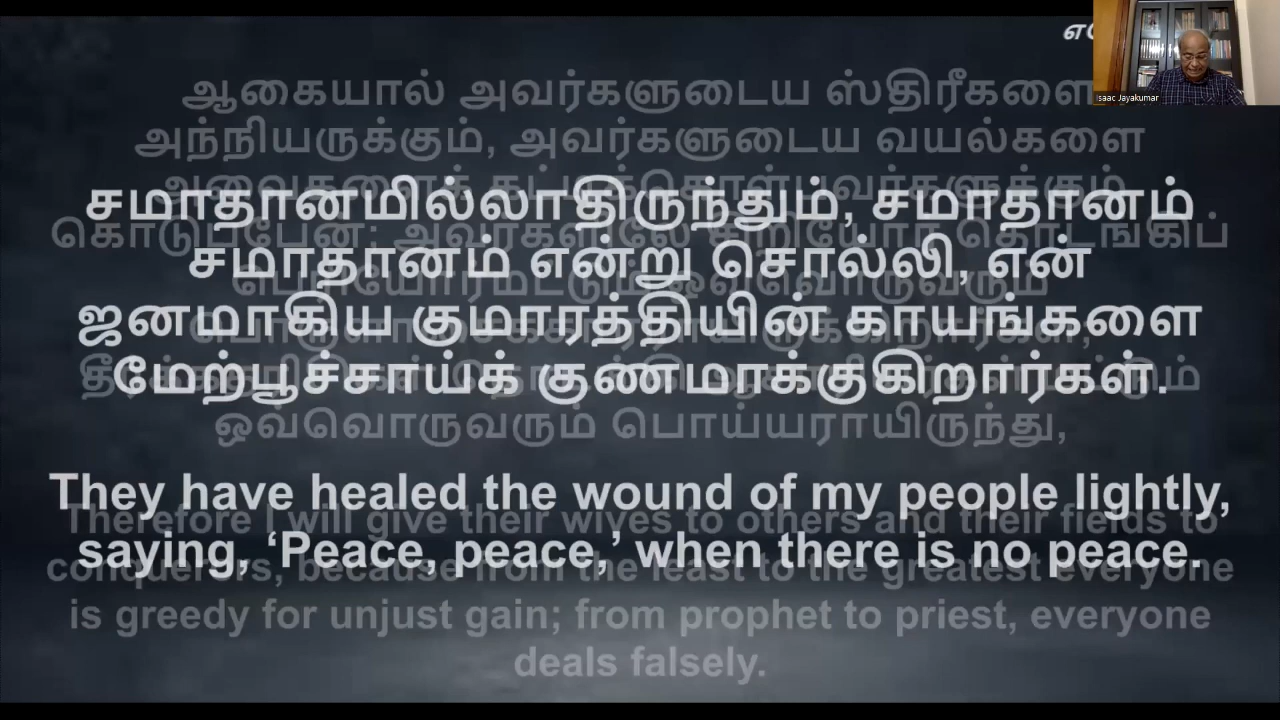 எ
Isaac Jayakumar
ஆகையால் அவர்களுடைய ஸ்திரீகளை
அந்நியருக்கும், அவர்களுடைய வயல்களை
சமாதானமில்லாதிருந்தும், சமாதானம்
சமாதானம் என்று சொல்லி, என்
ஜனமாகிய குமாரத்தியின் காயங்களை
மேற்பூச்சாய்க் குணமாக்குகிறார்கள்.
ஒவ்வொருவரும் பொய்யராயிருந்து,
They have healed the wound of my people lightly,
Therefore I will give their wives to others and their fields to
saying, ‘Peace, peace,’ when there is no peace.
conquerors, because from the least to the greatest everyone
is greedy for unjust gain; from prophet to priest, everyone
deals falsely.